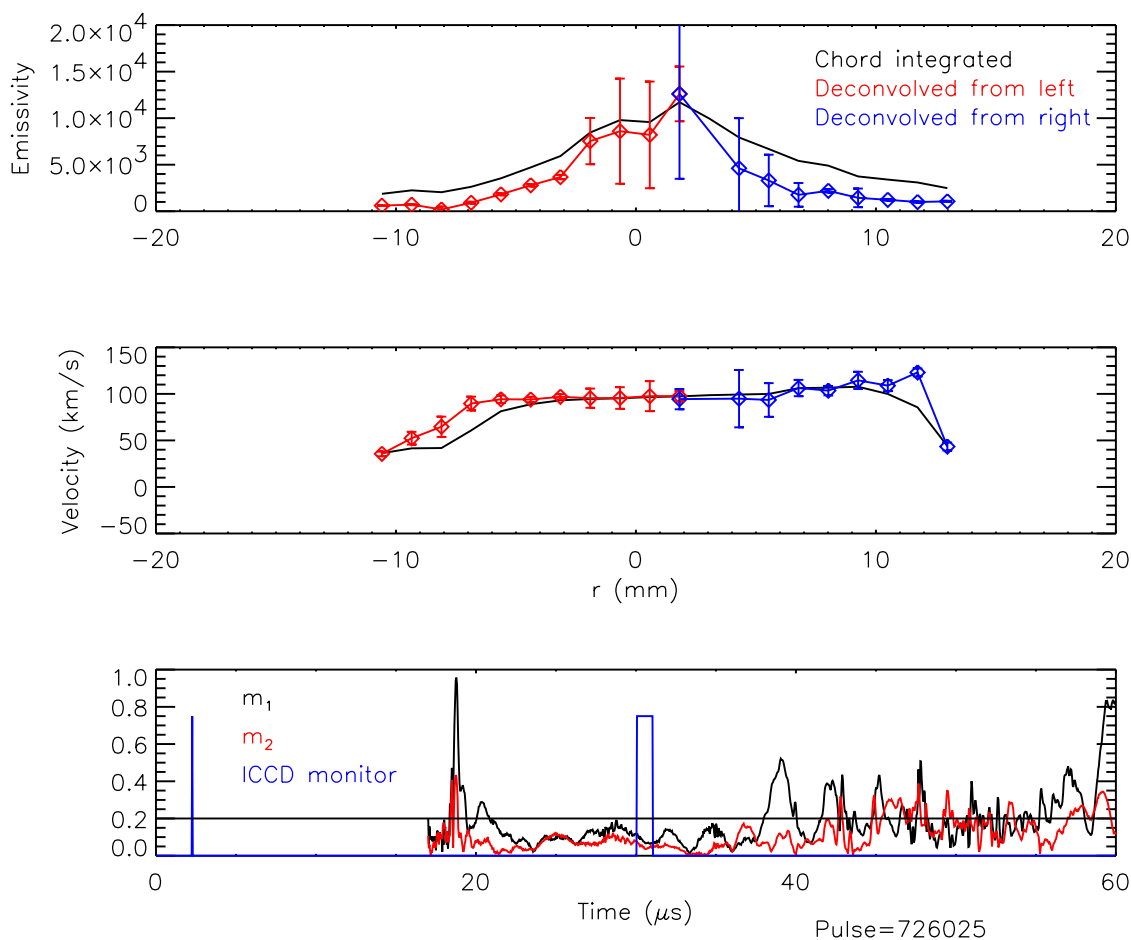 2.0×10⁴
1.5×10⁴
1.0×10⁴
5.0×10³
0
Emissivity
Chord integrated
Deconvolved from left
Deconvolved from right
−20
−10
0
10
20
150
100
50
0
−50
Velocity (km/s)
−20
−10
0
10
20
r (mm)
1.0
0.8
0.6
0.4
0.2
0.0
m₁
m₂
ICCD monitor
0
20
40
60
Time (μs)
Pulse=726025